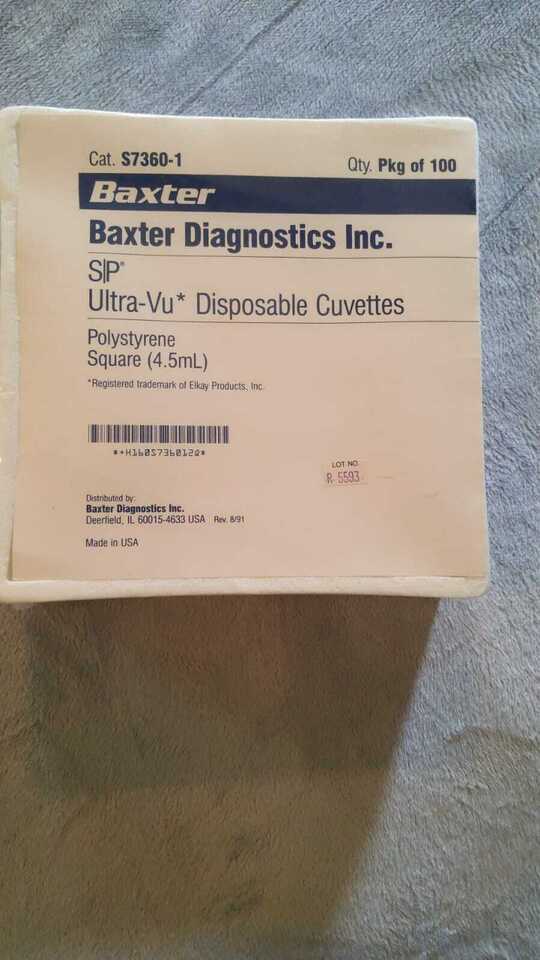 Cat. S7360-1 Qty. Pkg of 100
Baxter
Baxter Diagnostics Inc.
S|P®
Ultra-Vu* Disposable Cuvettes
Polystyrene
Square (4.5mL)
*Registered trademark of Elkay Products, Inc.
*+H160S736012Q*
LOT NO.
R 5593
Distributed by:
Baxter Diagnostics Inc.
Deerfield, IL 60015-4633 USA Rev. 8/91
Made in USA